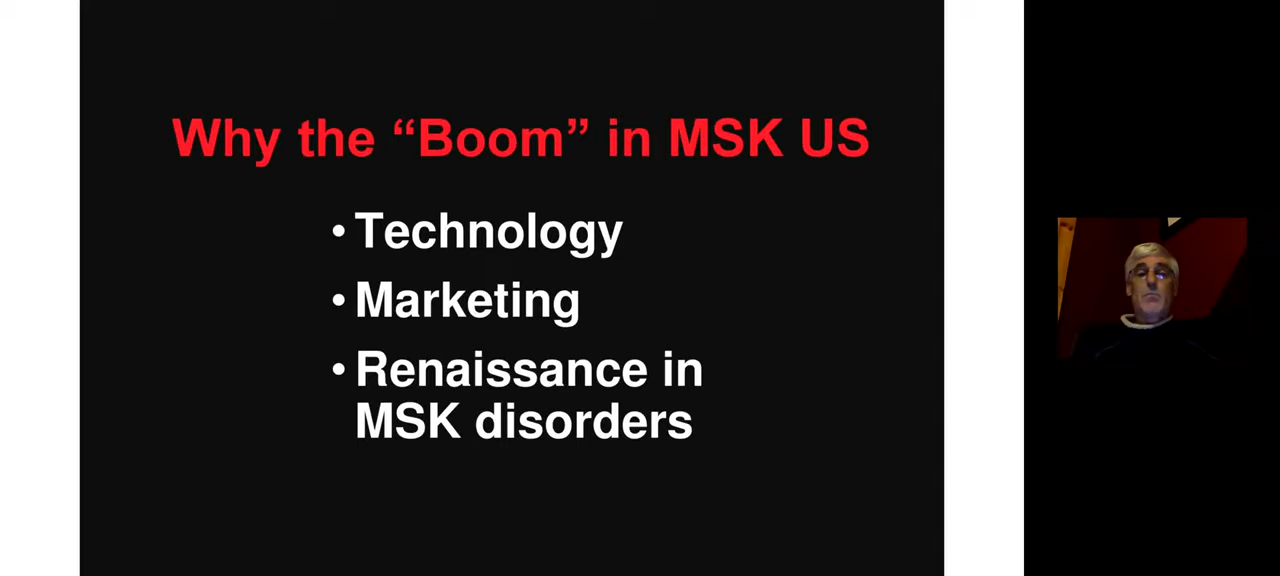 Why the “Boom” in MSK US
• Technology
• Marketing
• Renaissance in
MSK disorders